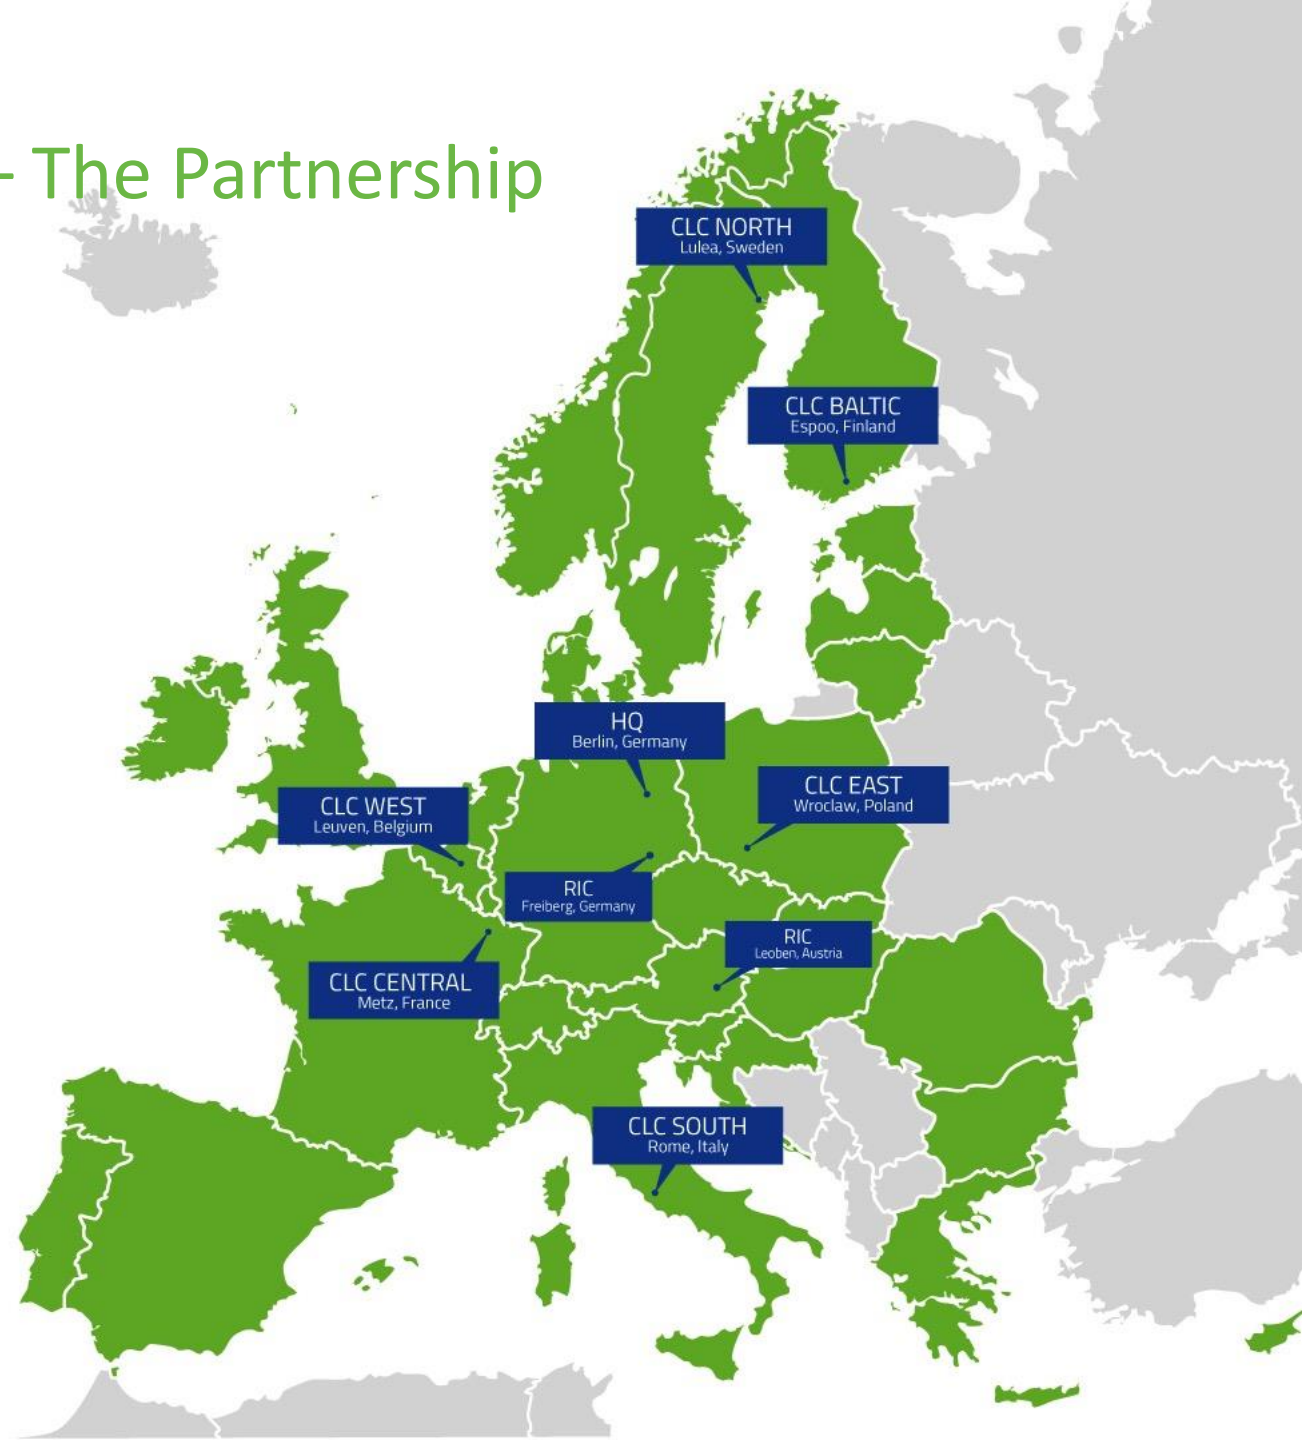 - The Partnership
CLC NORTH
Lulea, Sweden
CLC BALTIC
Espoo, Finland
HQ
Berlin, Germany
CLC EAST
Wroclaw, Poland
CLC WEST
Leuven, Belgium
RIC
Freiberg, Germany
RIC
Leoben, Austria
CLC CENTRAL
Metz, France
CLC SOUTH
Rome, Italy